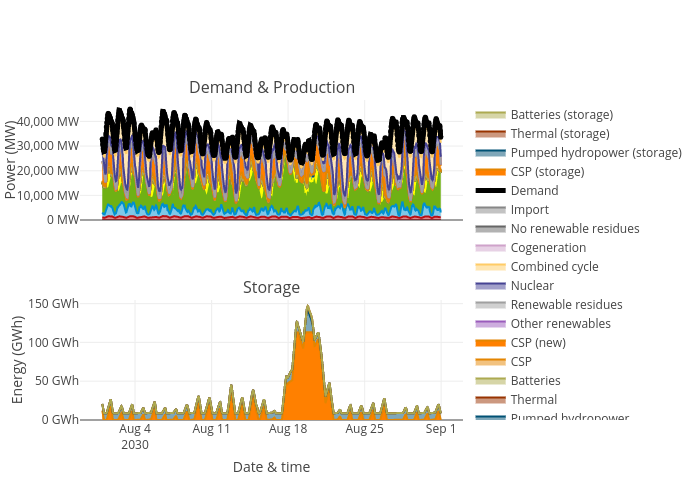 Demand & Production
Power (MW)
40,000 MW
30,000 MW
20,000 MW
10,000 MW
0 MW
Storage
Energy (GWh)
150 GWh
100 GWh
50 GWh
0 GWh
Aug 4
2030
Aug 11
Aug 18
Aug 25
Sep 1
Date & time
Batteries (storage)
Thermal (storage)
Pumped hydropower (storage)
CSP (storage)
Demand
Import
No renewable residues
Cogeneration
Combined cycle
Nuclear
Renewable residues
Other renewables
CSP (new)
CSP
Batteries
Thermal
Pumped hydropower